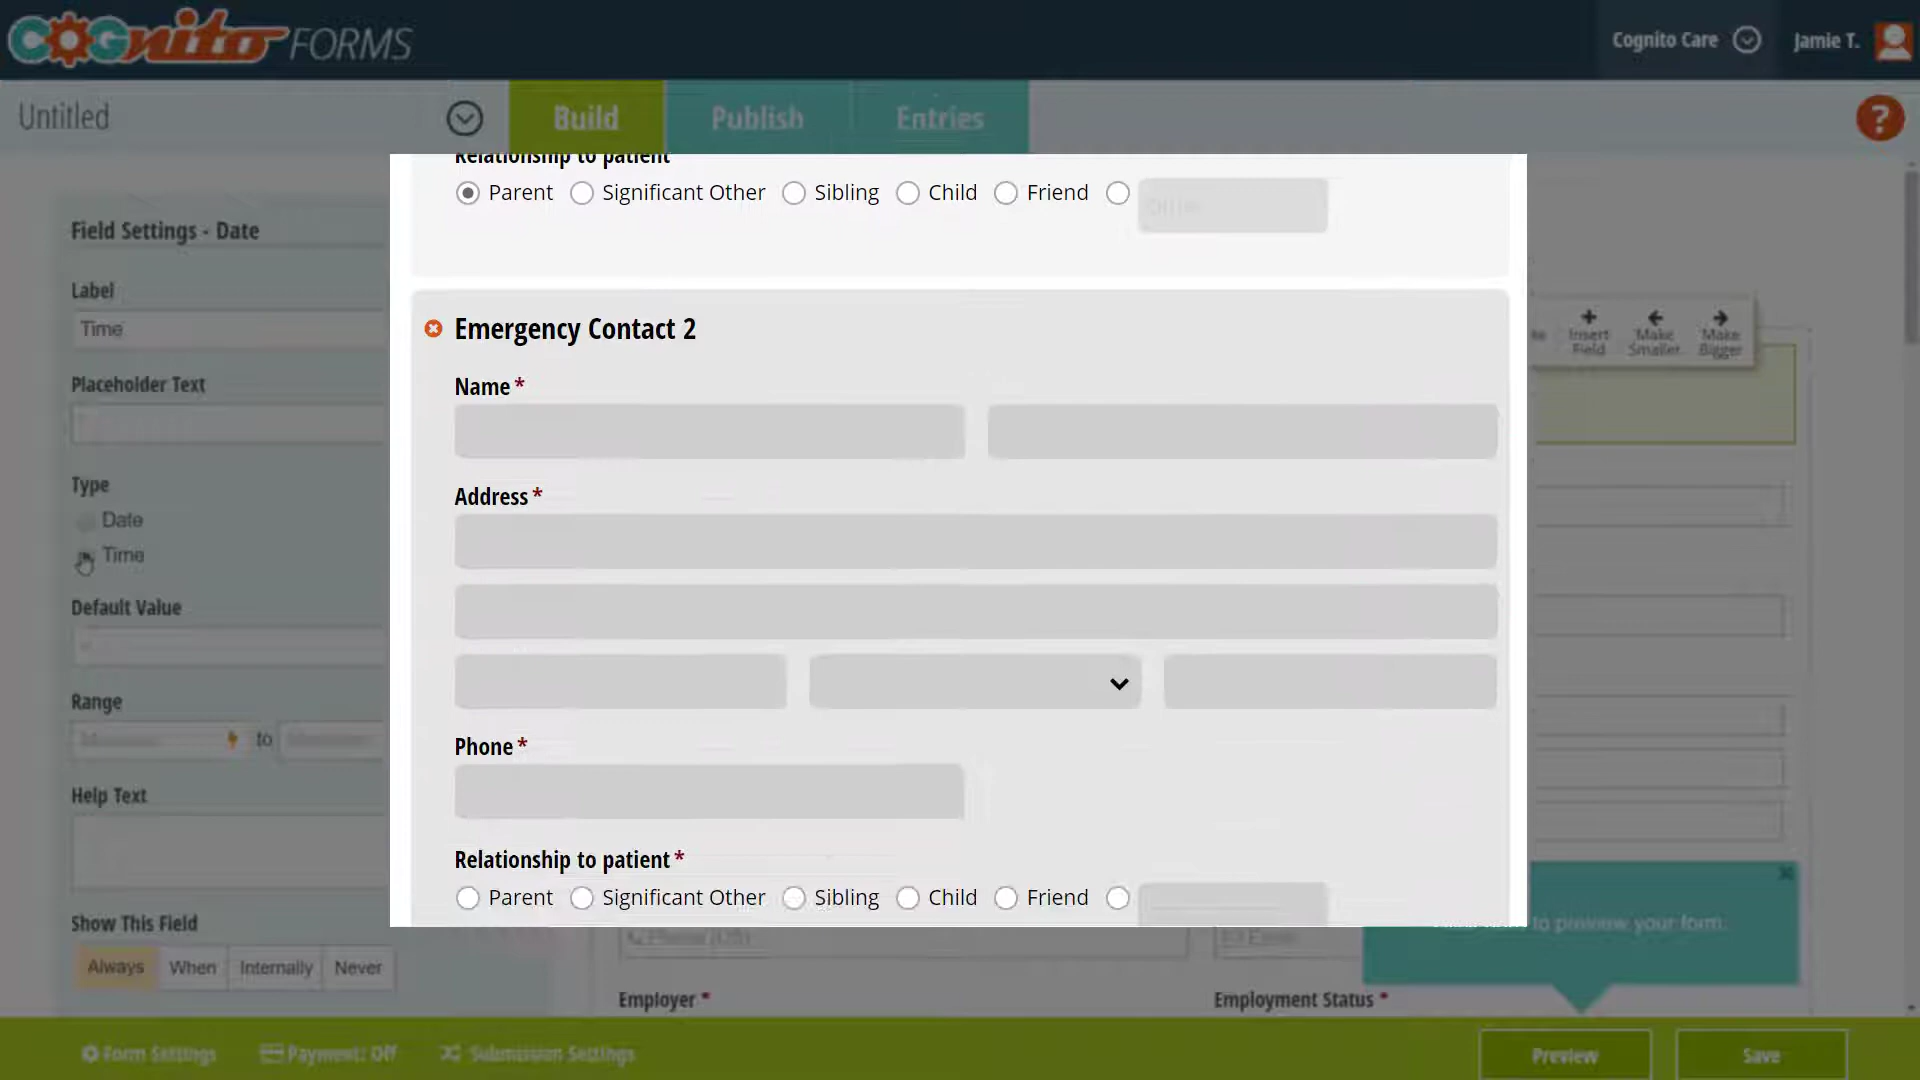 COGnito FORMS
Cognito Care
Jamie T.
Untitled
Build
Publish
Entries
?
Relationship to patient
Parent
Significant Other
Sibling
Child
Friend
Other
Field Settings - Date
Label
Time
Placeholder Text
Type
Date
Time
Default Value
Range
to
Help Text
Show This Field
Always
When
Internally
Never
Insert Field
Make Smaller
Make Bigger
Emergency Contact 2
Name *
Address *
Phone *
Relationship to patient *
Parent
Significant Other
Sibling
Child
Friend
Phone (US)
Email
to preview your form.
Employer *
Employment Status *
Form Settings
Payment: Off
Submission Settings
Preview
Save